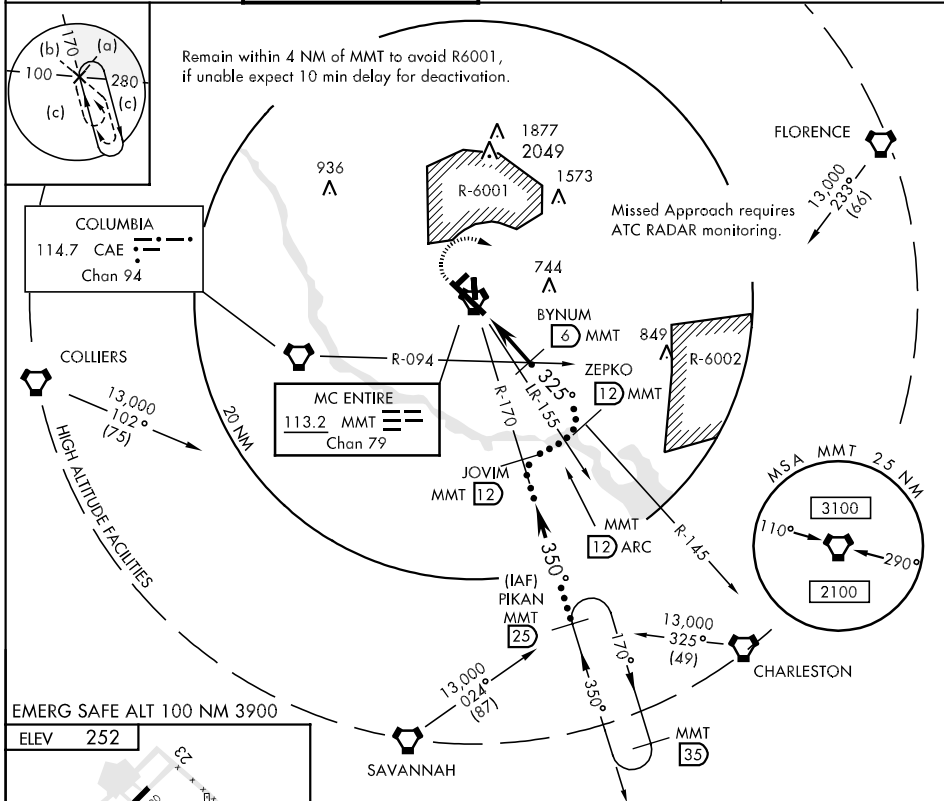 170
(b)
(a)
100
280
(c)
(c)
Remain within 4 NM of MMT to avoid R6001,
if unable expect 10 min delay for deactivation.
1877
2049
936
R-6001
1573
FLORENCE
13,000
233°
(66)
Missed Approach requires
ATC RADAR monitoring.
COLUMBIA
114.7 CAE
Chan 94
744
BYNUM
6 MMT
849
R-6002
COLLIERS
R-094
ZEPKO
12 MMT
325°
13,000
102°
(75)
MC ENTIRE
113.2 MMT
Chan 79
R-170
LR-155
20 NM
JOVIM
MMT 12
HIGH ALTITUDE FACILITIES
MMT
12 ARC
R-145
MSA MMT 25 NM
3100
110°
290°
2100
350°
(IAF)
PIKAN
MMT
25
13,000
325°
(49)
170°
CHARLESTON
13,000
024°
(87)
350°
EMERG SAFE ALT 100 NM 3900
MMT
35
ELEV 252
SAVANNAH
23